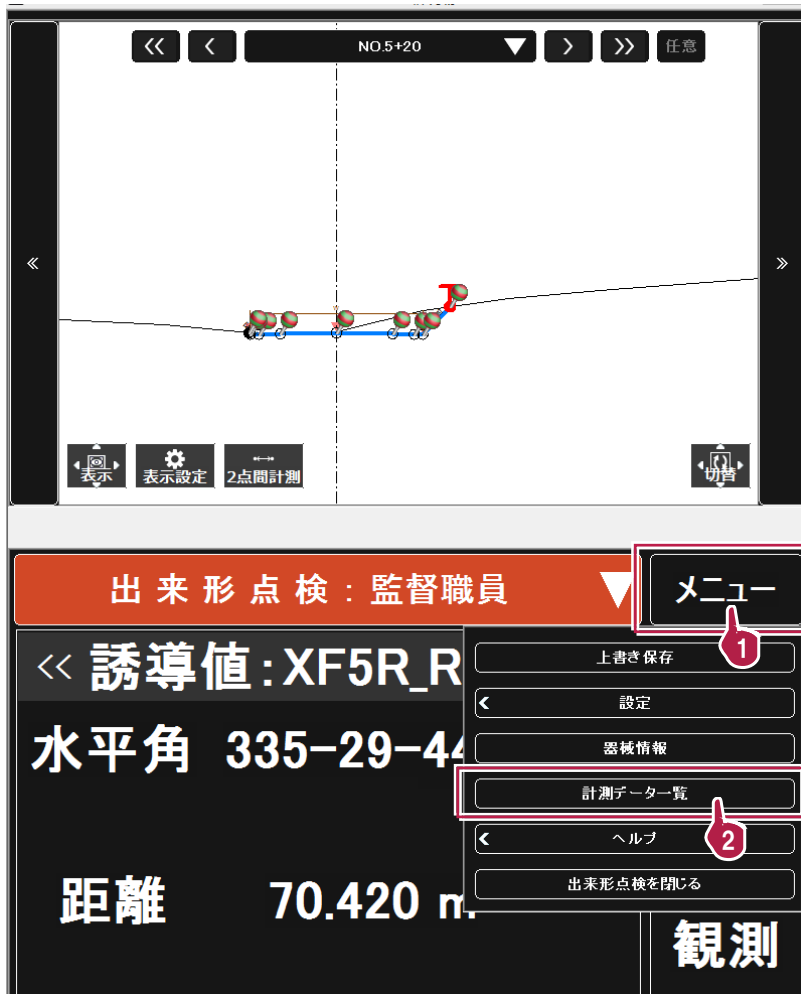 << < NO.5+20 ▼ > >> 任意
«
»
表示
表示設定
2点間計測
切替
出来形点検:監督職員 ▼
メニュー
1
<< 誘導値:XF5R_R
上書き保存
< 設定
器械情報
計測データ一覧
2
< ヘルプ
出来形点検を閉じる
水平角 335-29-44
距離 70.420 m
観測